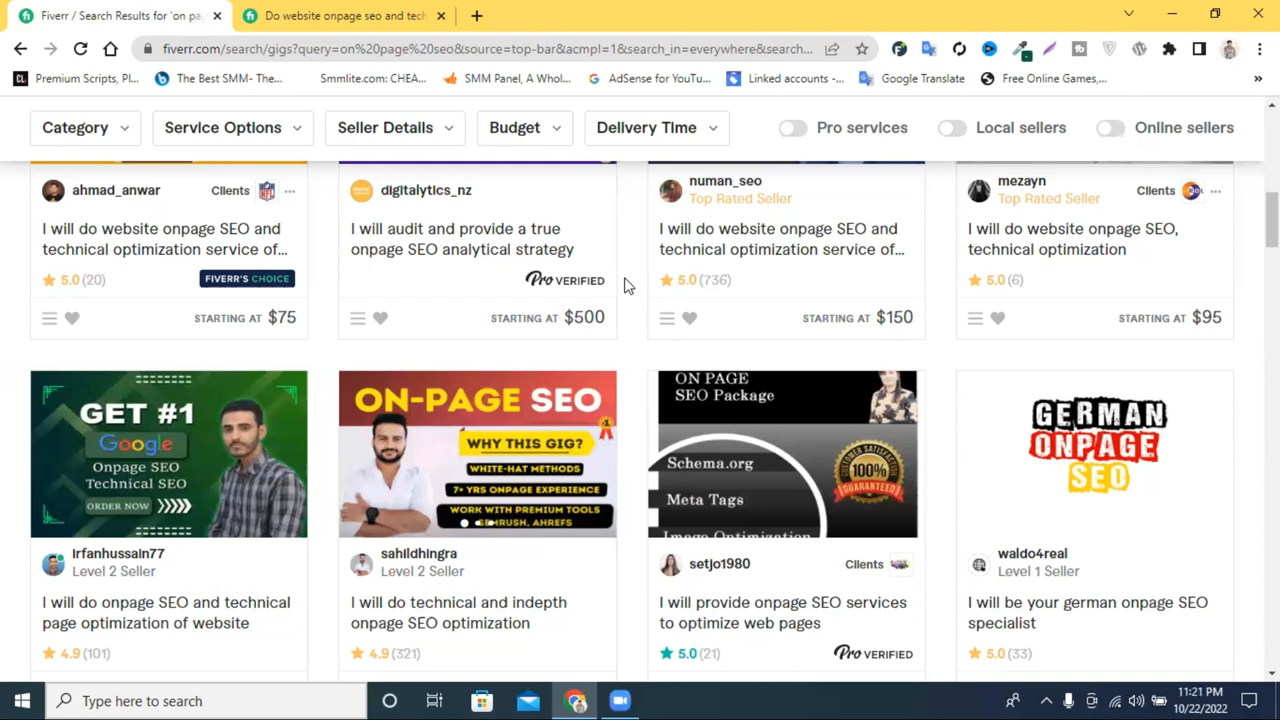 Fiverr / Search Results for 'on pa
Do website onpage seo and tech
fiverr.com/search/gigs?query=on%20page%20seo&source=top-bar&acmpl=1&search_in=everywhere&search...
Premium Scripts, Pl...
The Best SMM- The...
Smmlite.com: CHEA...
SMM Panel, A Whol...
AdSense for YouTu...
Linked accounts -...
Google Translate
Free Online Games,...
Category
Service Options
Seller Details
Budget
Delivery Time
Pro services
Local sellers
Online sellers
ahmad_anwar
Clients
I will do website onpage SEO and
technical optimization service of...
5.0 (20)
FIVERR'S CHOICE
STARTING AT $75
digitalytics_nz
I will audit and provide a true
onpage SEO analytical strategy
Pro VERIFIED
STARTING AT $500
numan_seo
Top Rated Seller
I will do website onpage SEO and
technical optimization service of...
5.0 (736)
STARTING AT $150
mezayn
Top Rated Seller
Clients
I will do website onpage SEO,
technical optimization
5.0 (6)
STARTING AT $95
GET #1
Google
Onpage SEO
Technical SEO
ORDER NOW
irfanhussain77
Level 2 Seller
I will do onpage SEO and technical
page optimization of website
4.9 (101)
ON-PAGE SEO
WHY THIS GIG?
WHITE-HAT METHODS
7+ YRS ONPAGE EXPERIENCE
WORK WITH PREMIUM TOOLS
SEMRUSH, AHREFS
sahildhingra
Level 2 Seller
I will do technical and indepth
onpage SEO optimization
4.9 (321)
ON PAGE
SEO Package
Schema.org
Meta Tags
Image Optimization
CUSTOMER SATISFACTION
100%
GUARANTEED
setjo1980
Clients
I will provide onpage SEO services
to optimize web pages
5.0 (21)
Pro VERIFIED
GERMAN
ONPAGE
SEO
waldo4real
Level 1 Seller
I will be your german onpage SEO
specialist
5.0 (33)
Type here to search
11:21 PM
10/22/2022